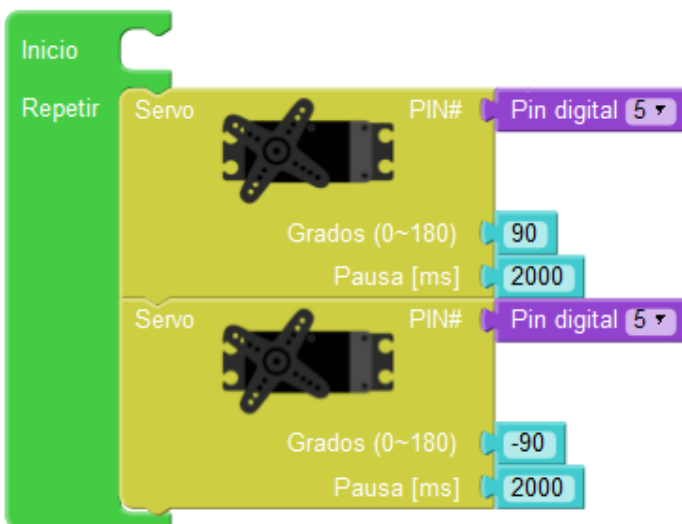 Inicio
Repetir Servo PIN# Pin digital 5
Grados (0~180) 90
Pausa [ms] 2000
Servo PIN# Pin digital 5
Grados (0~180) -90
Pausa [ms] 2000